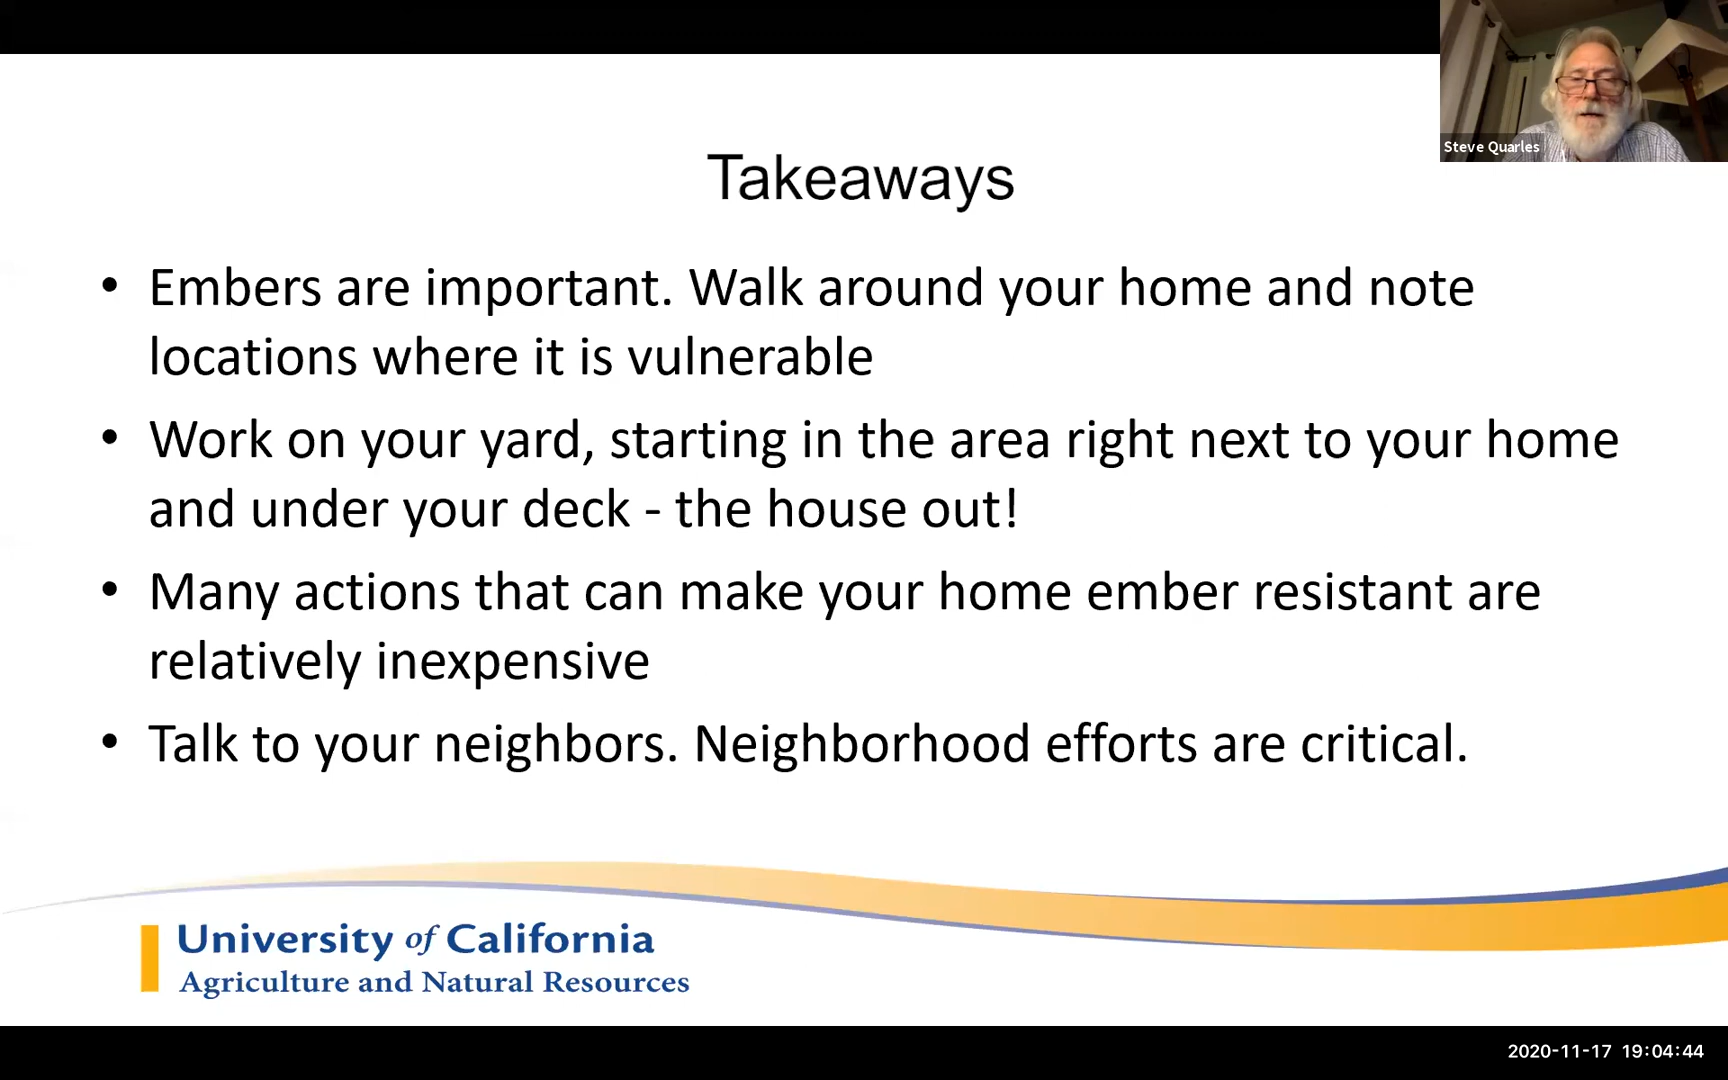 Steve Quarles
Takeaways
• Embers are important. Walk around your home and note
locations where it is vulnerable
• Work on your yard, starting in the area right next to your home
and under your deck - the house out!
• Many actions that can make your home ember resistant are
relatively inexpensive
• Talk to your neighbors. Neighborhood efforts are critical.
University of California
Agriculture and Natural Resources
2020-11-17 19:04:44